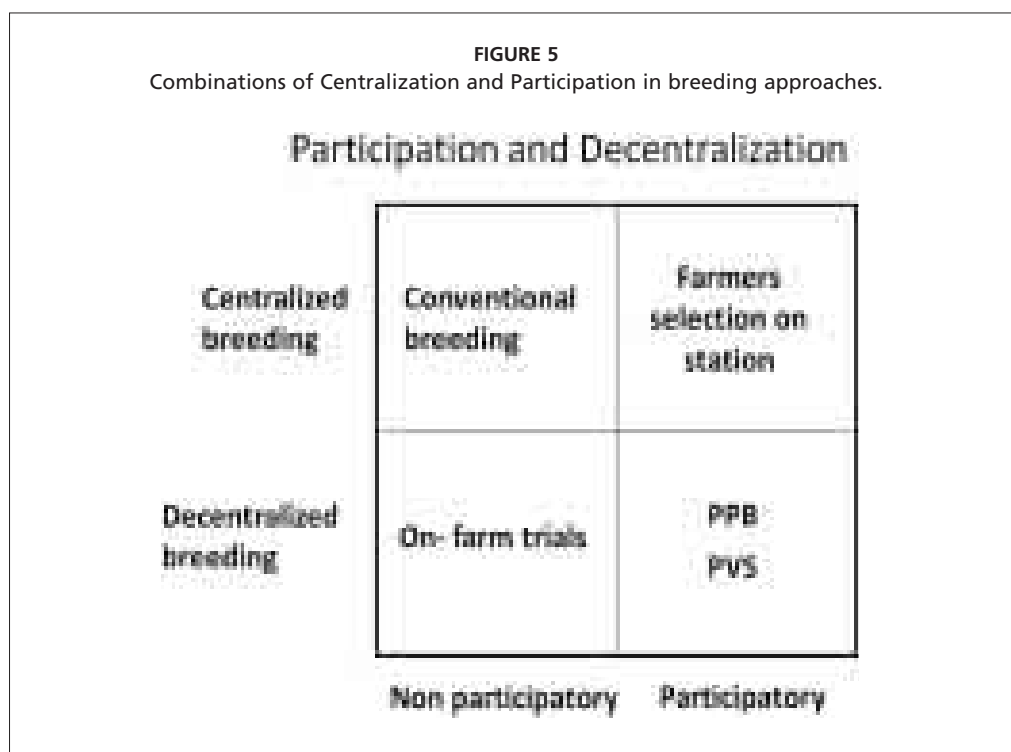 FIGURE 5
Combinations of Centralization and Participation in breeding approaches.
Participation and Decentralization
Centralized
breeding
Conventional
breeding
Farmers
selection on
station
Decentralized
breeding
On- farm trials
PPB
PVS
Non participatory
Participatory